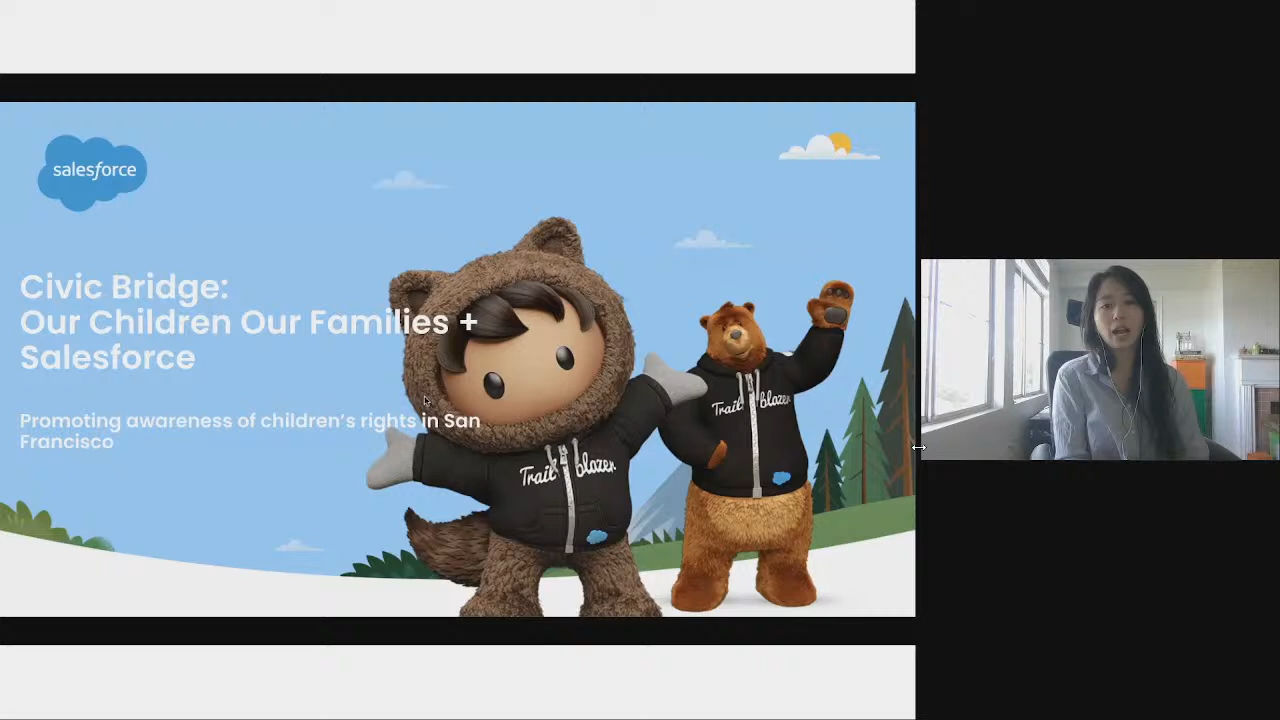 salesforce
Civic Bridge:
Our Children Our Families +
Salesforce
Promoting awareness of children's rights in San
Francisco
Trailblazer
Trailblazer